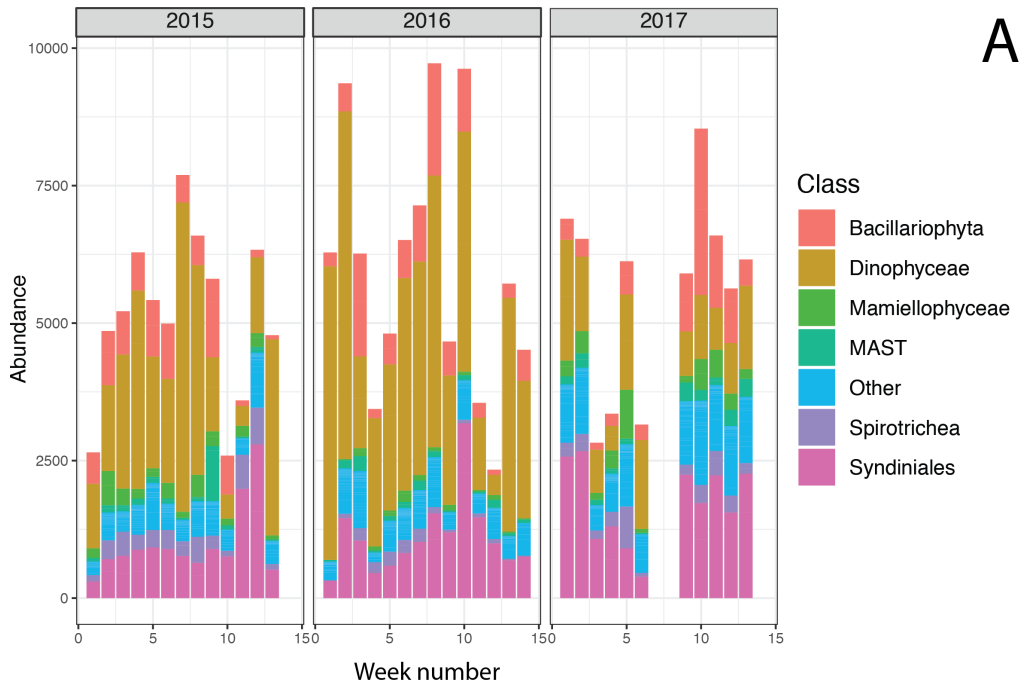 2015 2016 2017
A
10000
7500
5000
2500
0
Abundance
0 5 10 15 0 5 10 15 0 5 10 15
Week number
Class
Bacillariophyta
Dinophyceae
Mamiellophyceae
MAST
Other
Spirotrichea
Syndiniales